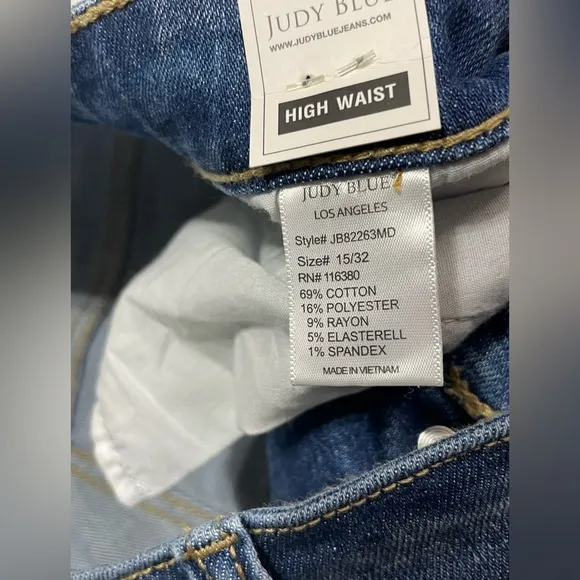 JUDY BLUE
WWW.JUDYBLUEJEANS.COM
HIGH WAIST
JUDY BLUE
LOS ANGELES
Style# JB82263MD
Size# 15/32
RN# 116380
69% COTTON
16% POLYESTER
9% RAYON
5% ELASTERELL
1% SPANDEX
MADE IN VIETNAM